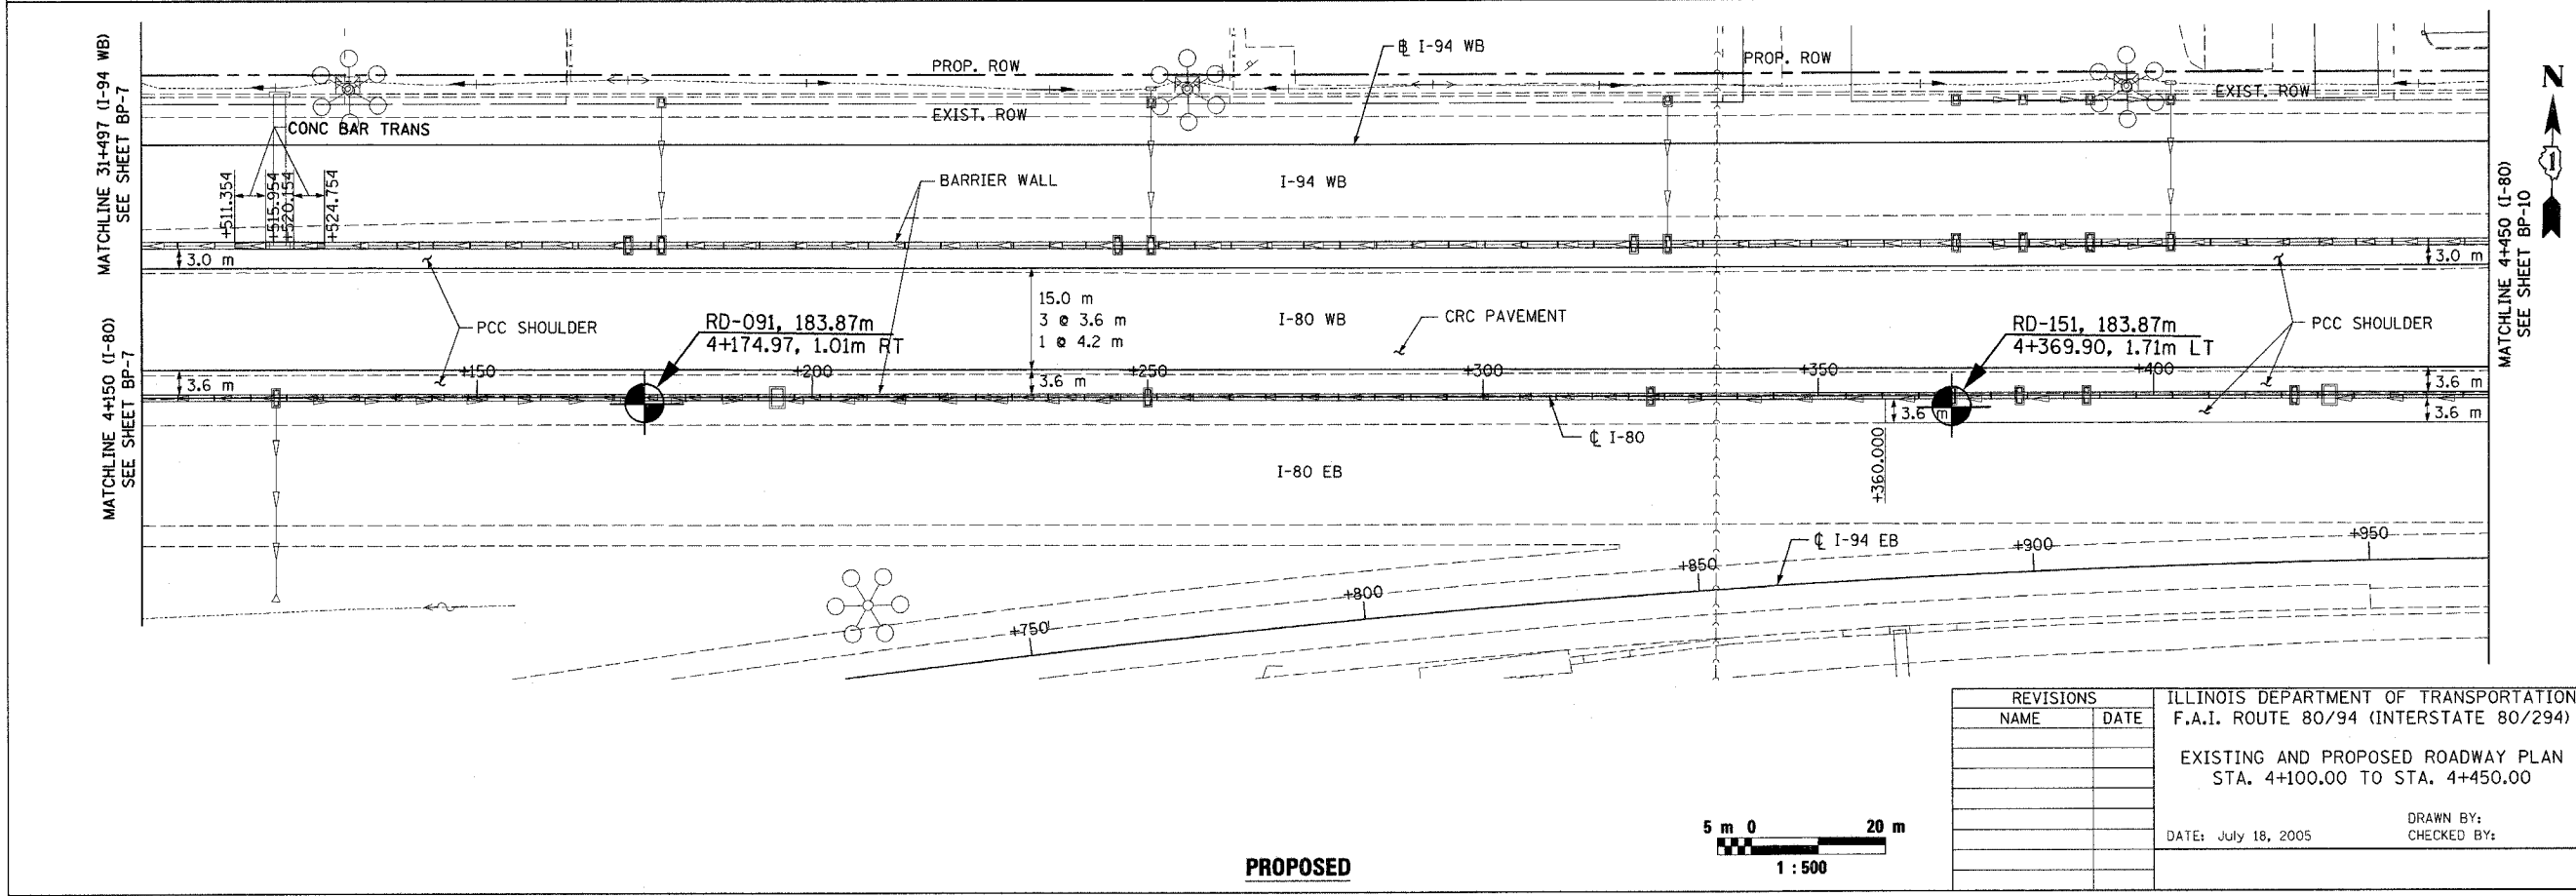 MATCHLINE 31+497 (I-94 WB)
SEE SHEET BP-7
MATCHLINE 4+150 (I-80)
SEE SHEET BP-7
PROP. ROW
℄ I-94 WB
PROP. ROW
EXIST. ROW
EXIST. ROW
CONC BAR TRANS
+511.354
+515.954
+520.154
+524.754
BARRIER WALL
I-94 WB
3.0 m
3.0 m
PCC SHOULDER
RD-091, 183.87m
4+174.97, 1.01m RT
15.0 m
3 @ 3.6 m
1 @ 4.2 m
I-80 WB
CRC PAVEMENT
RD-151, 183.87m
4+369.90, 1.71m LT
PCC SHOULDER
3.6 m
+150
+200
3.6 m
+250
+300
+350
+400
3.6 m
3.6 m
3.6 m
℄ I-80
+360.000
I-80 EB
℄ I-94 EB
+750
+800
+850
+900
+950
N
1
MATCHLINE 4+450 (I-80)
SEE SHEET BP-10
REVISIONS
NAME DATE
ILLINOIS DEPARTMENT OF TRANSPORTATION
F.A.I. ROUTE 80/94 (INTERSTATE 80/294)
EXISTING AND PROPOSED ROADWAY PLAN
STA. 4+100.00 TO STA. 4+450.00
DRAWN BY:
DATE: July 18, 2005
CHECKED BY:
5 m 0 20 m
1 : 500
PROPOSED